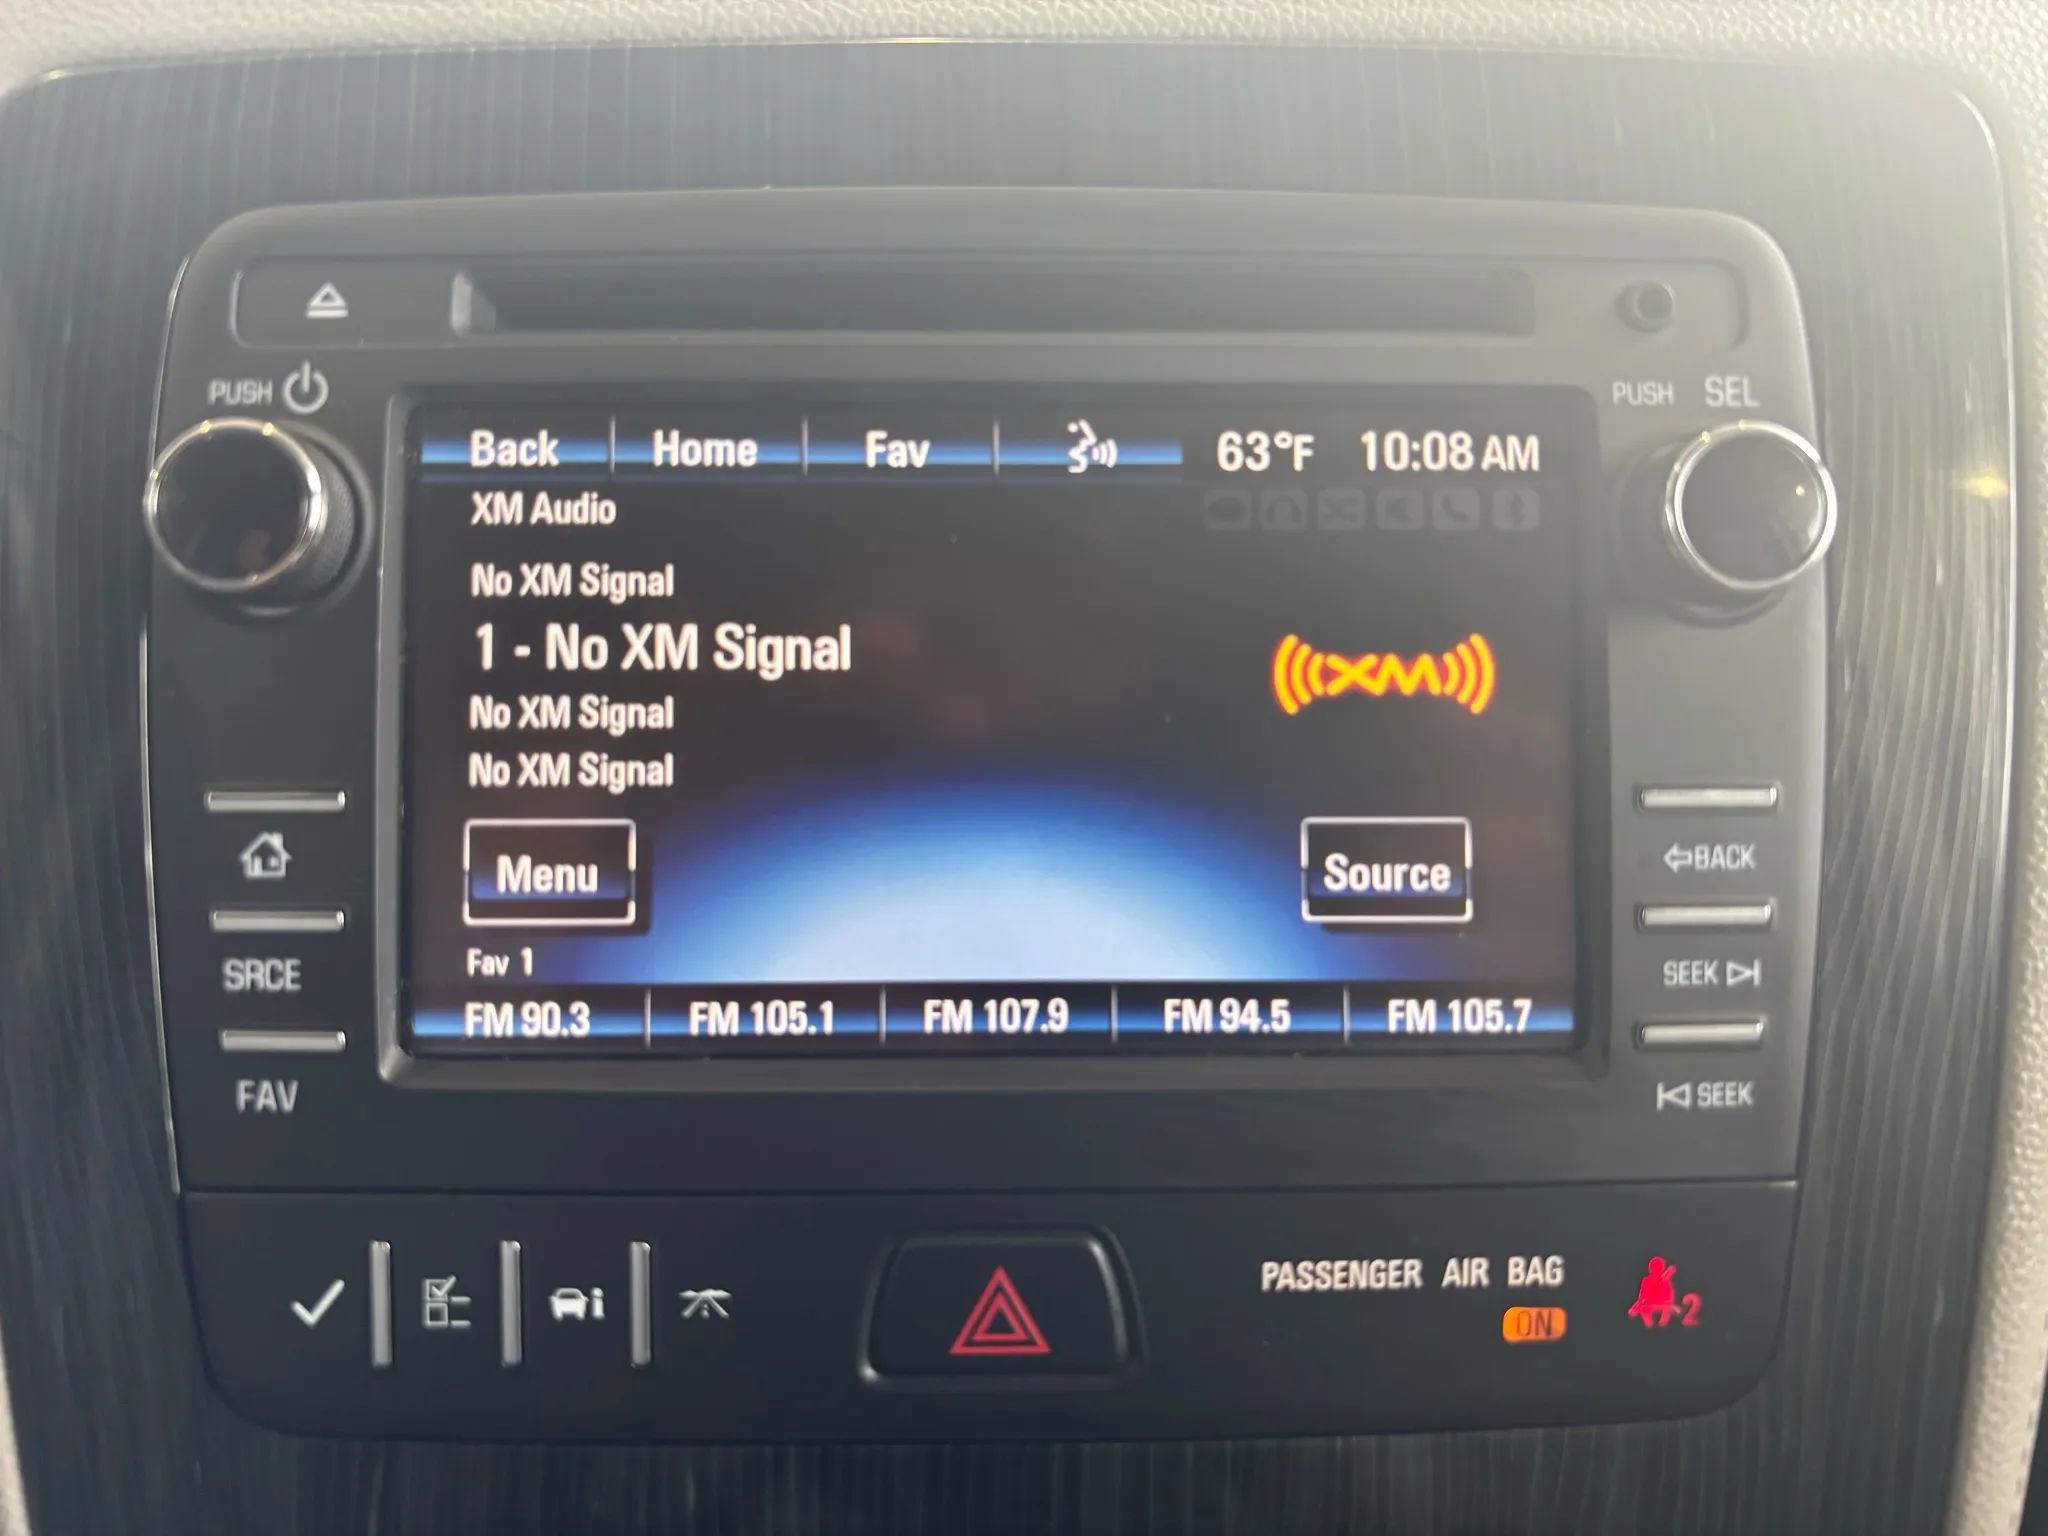 PUSH
PUSH SEL
Back Home Fav 63°F 10:08 AM
XM Audio
No XM Signal
1 - No XM Signal
XM
No XM Signal
No XM Signal
Menu Source
BACK
SRCE
SEEK
Fav 1
FM 90.3 FM 105.1 FM 107.9 FM 94.5 FM 105.7
FAV
SEEK
PASSENGER AIR BAG
ON
2